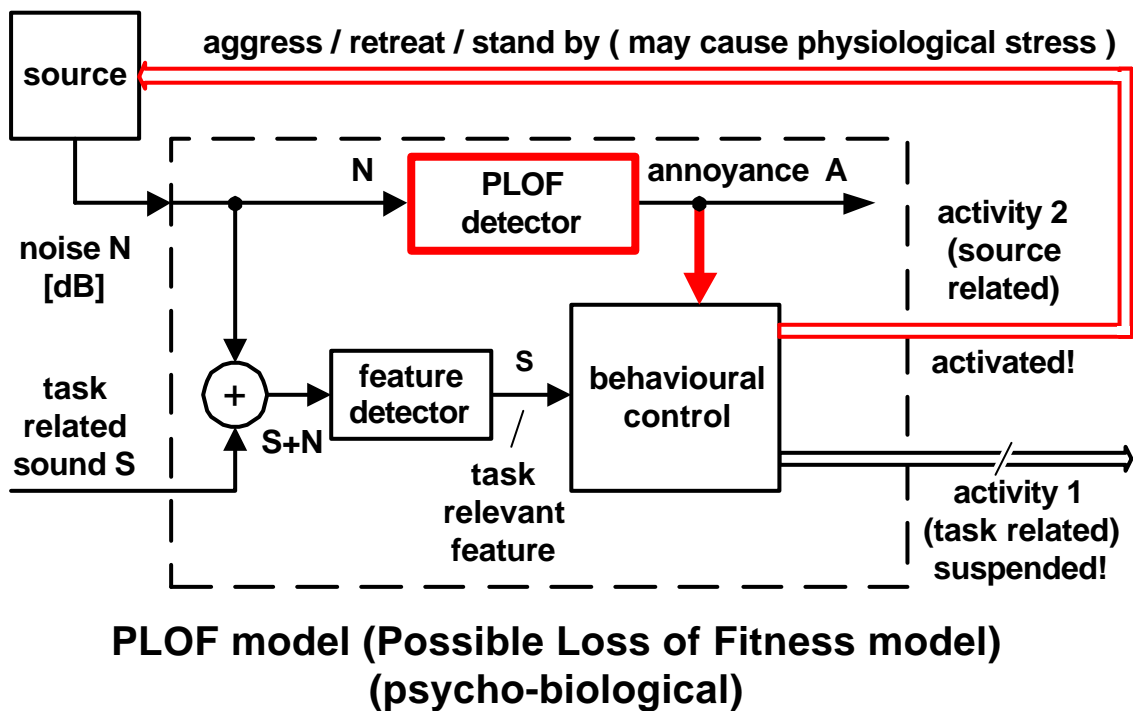 aggress / retreat / stand by ( may cause physiological stress )
source
N
PLOF
detector
annoyance A
activity 2
(source
related)
activated!
noise N
[dB]
task
related
sound S
+
S+N
feature
detector
S
task
relevant
feature
behavioural
control
activity 1
(task related)
suspended!
PLOF model (Possible Loss of Fitness model)
(psycho-biological)